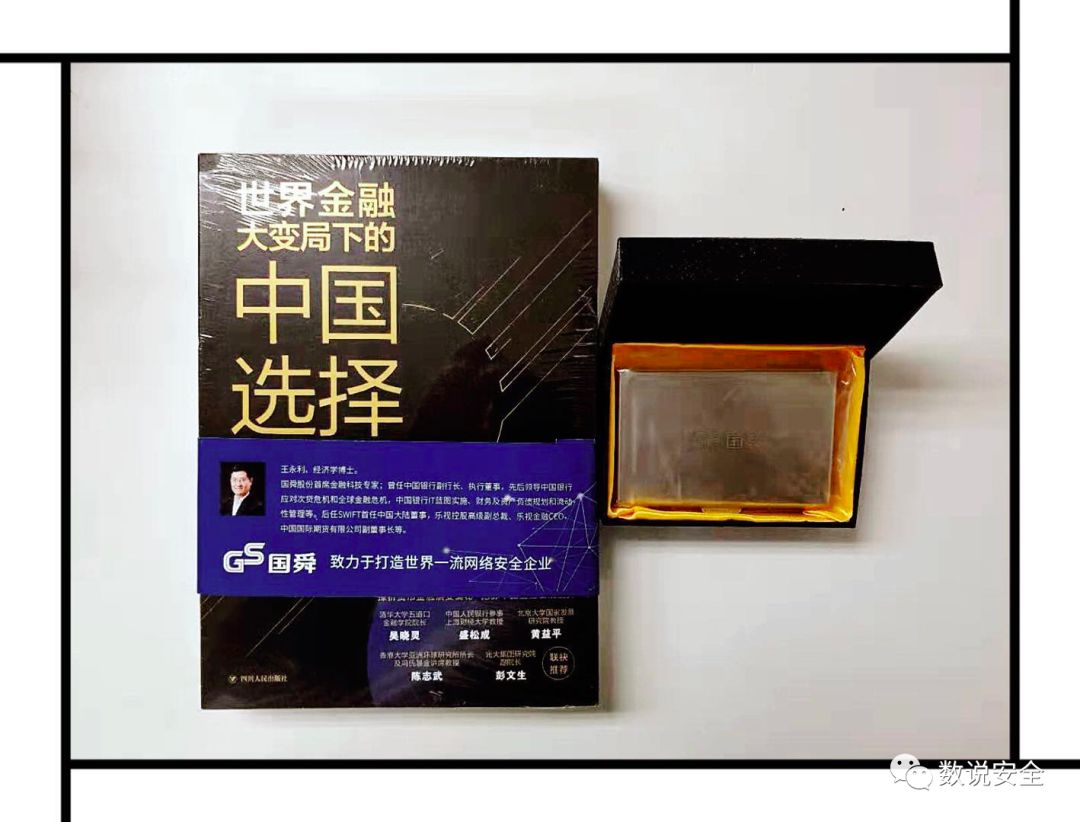 世界金融
大变局下的
中国
选择
王永利、经济学博士。
国舜股份首席金融科技专家；曾任中国银行副行长、执行董事，先后领导中国银行
应对次贷危机和全球金融危机，中国银行IT蓝图实施、财务及资产负债规划和流动
性管理等。后任SWIFT首任中国大陆董事，乐视控股高级副总裁、乐视金融CEO、
中国国际期货有限公司副董事长等。
GS国舜 致力于打造世界一流网络安全企业
清华大学五道口 中国人民银行参事 北京大学国家发展
金融学院院长 上海财经大学教授 研究院教授
吴晓灵 盛松成 黄益平
香港大学亚洲环球研究所所长 光大集团研究院
及冯氏基金讲席教授 副院长
陈志武 彭文生
联袂
推荐
四川人民出版社
国
数说安全